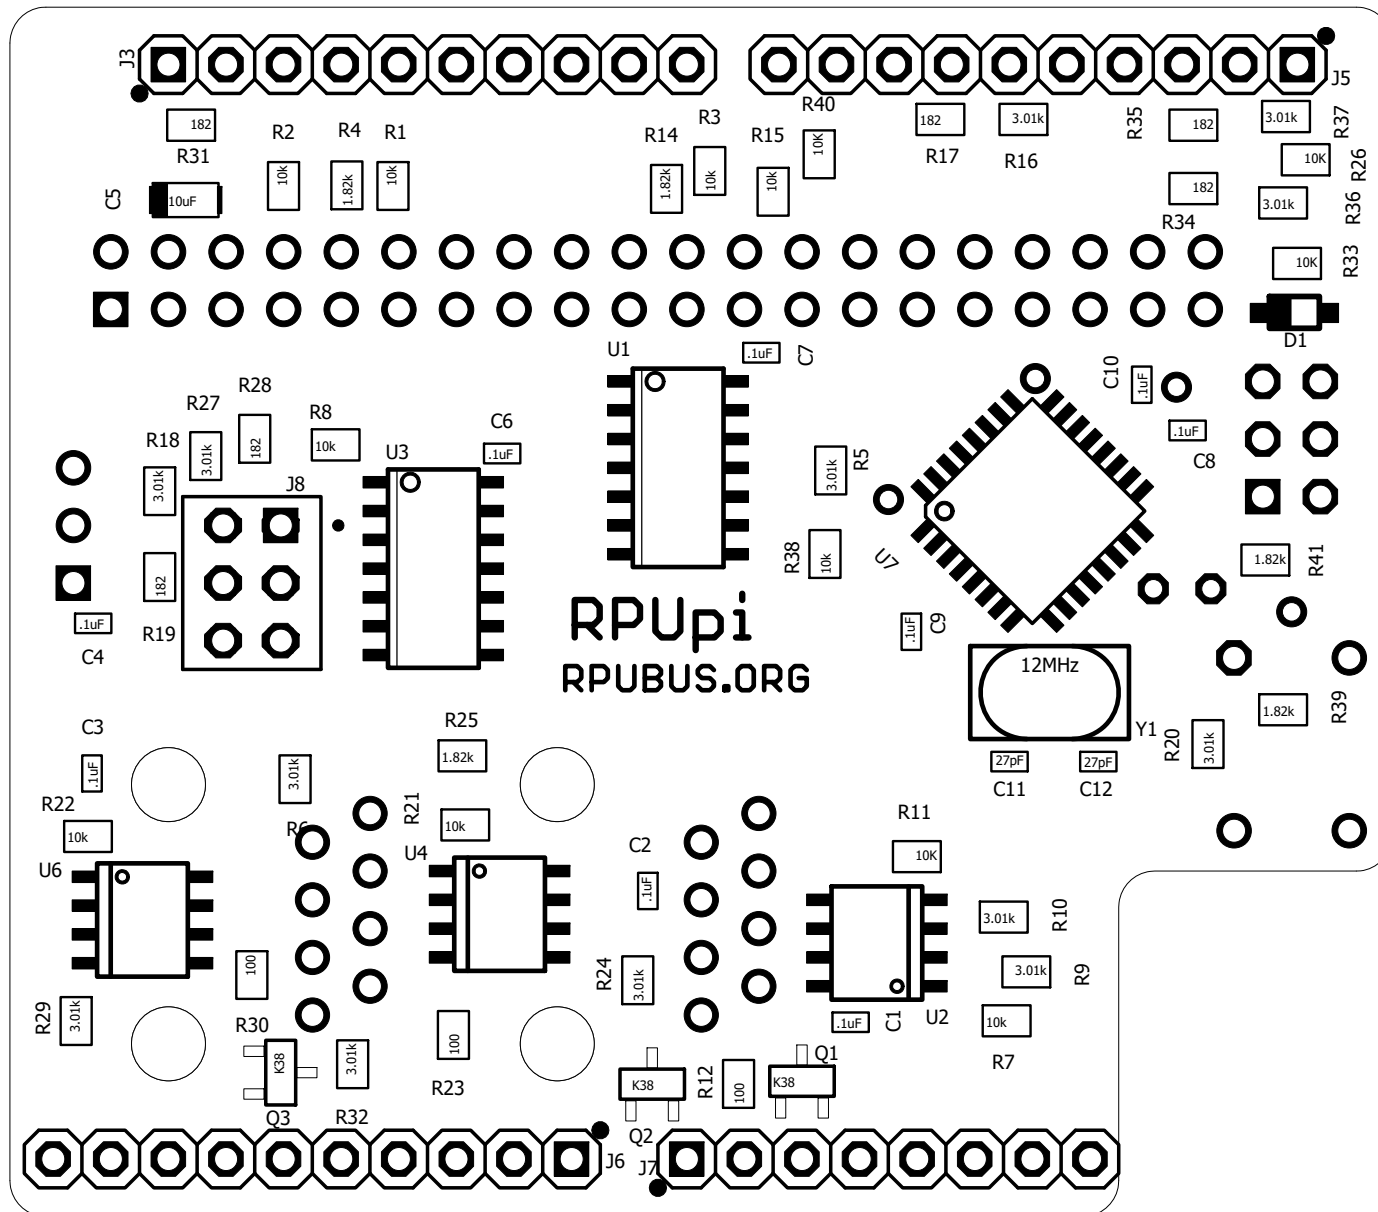 J3
J5
182
R31
R2
R4
R1
10k
1.82k
10k
R14
R3
R40
R15
1.82k
10k
10k
10K
182
R17
3.01k
R16
R35
182
3.01k
R37
10K
R26
C5
10uF
182
R34
3.01k
R36
10K
R33
D1
U1
.1uF
C7
C10
.1uF
.1uF
C8
R28
182
R27
3.01k
R8
10k
R18
3.01k
C6
.1uF
U3
J8
3.01k
R5
R38
10k
U7
1.82k
R41
182
R19
.1uF
C4
RPUpi
RPUBUS.ORG
.1uF
C9
12MHz
Y1
27pF
C11
27pF
C12
1.82k
R39
R20
3.01k
C3
.1uF
R25
1.82k
3.01k
R6
R22
10k
R21
10k
R11
10K
U6
U4
C2
.1uF
3.01k
R10
100
R30
R24
3.01k
3.01k
R9
R29
3.01k
.1uF
C1
U2
10k
R7
100
R23
K38
Q3
3.01k
R32
K38
Q2
R12
100
K38
Q1
J6
J7